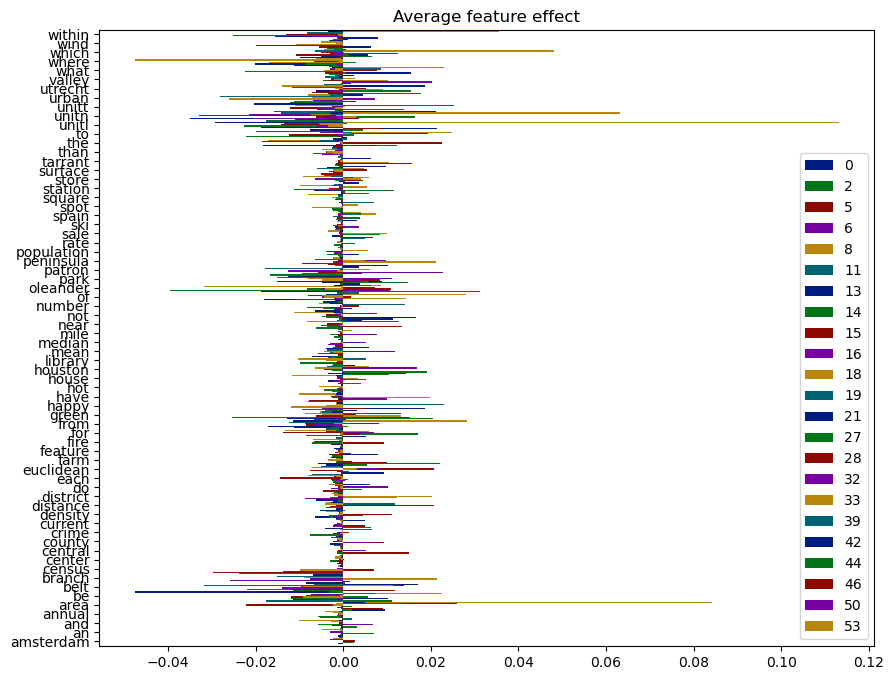 Average feature effect
within
wind
which
where
what
valley
utrecht
urban
unitt
unitn
unitl
to
the
than
tarrant
surface
store
station
square
spot
spain
ski
sale
rate
population
peninsula
patron
park
oleander
of
number
not
near
mile
median
mean
library
houston
house
hot
have
happy
green
from
for
fire
feature
farm
euclidean
each
do
district
distance
density
current
crime
county
central
center
census
branch
belt
be
area
annual
and
an
amsterdam
0
2
5
6
8
11
13
14
15
16
18
19
21
27
28
32
33
39
42
44
46
50
53
−0.04 −0.02 0.00 0.02 0.04 0.06 0.08 0.10 0.12